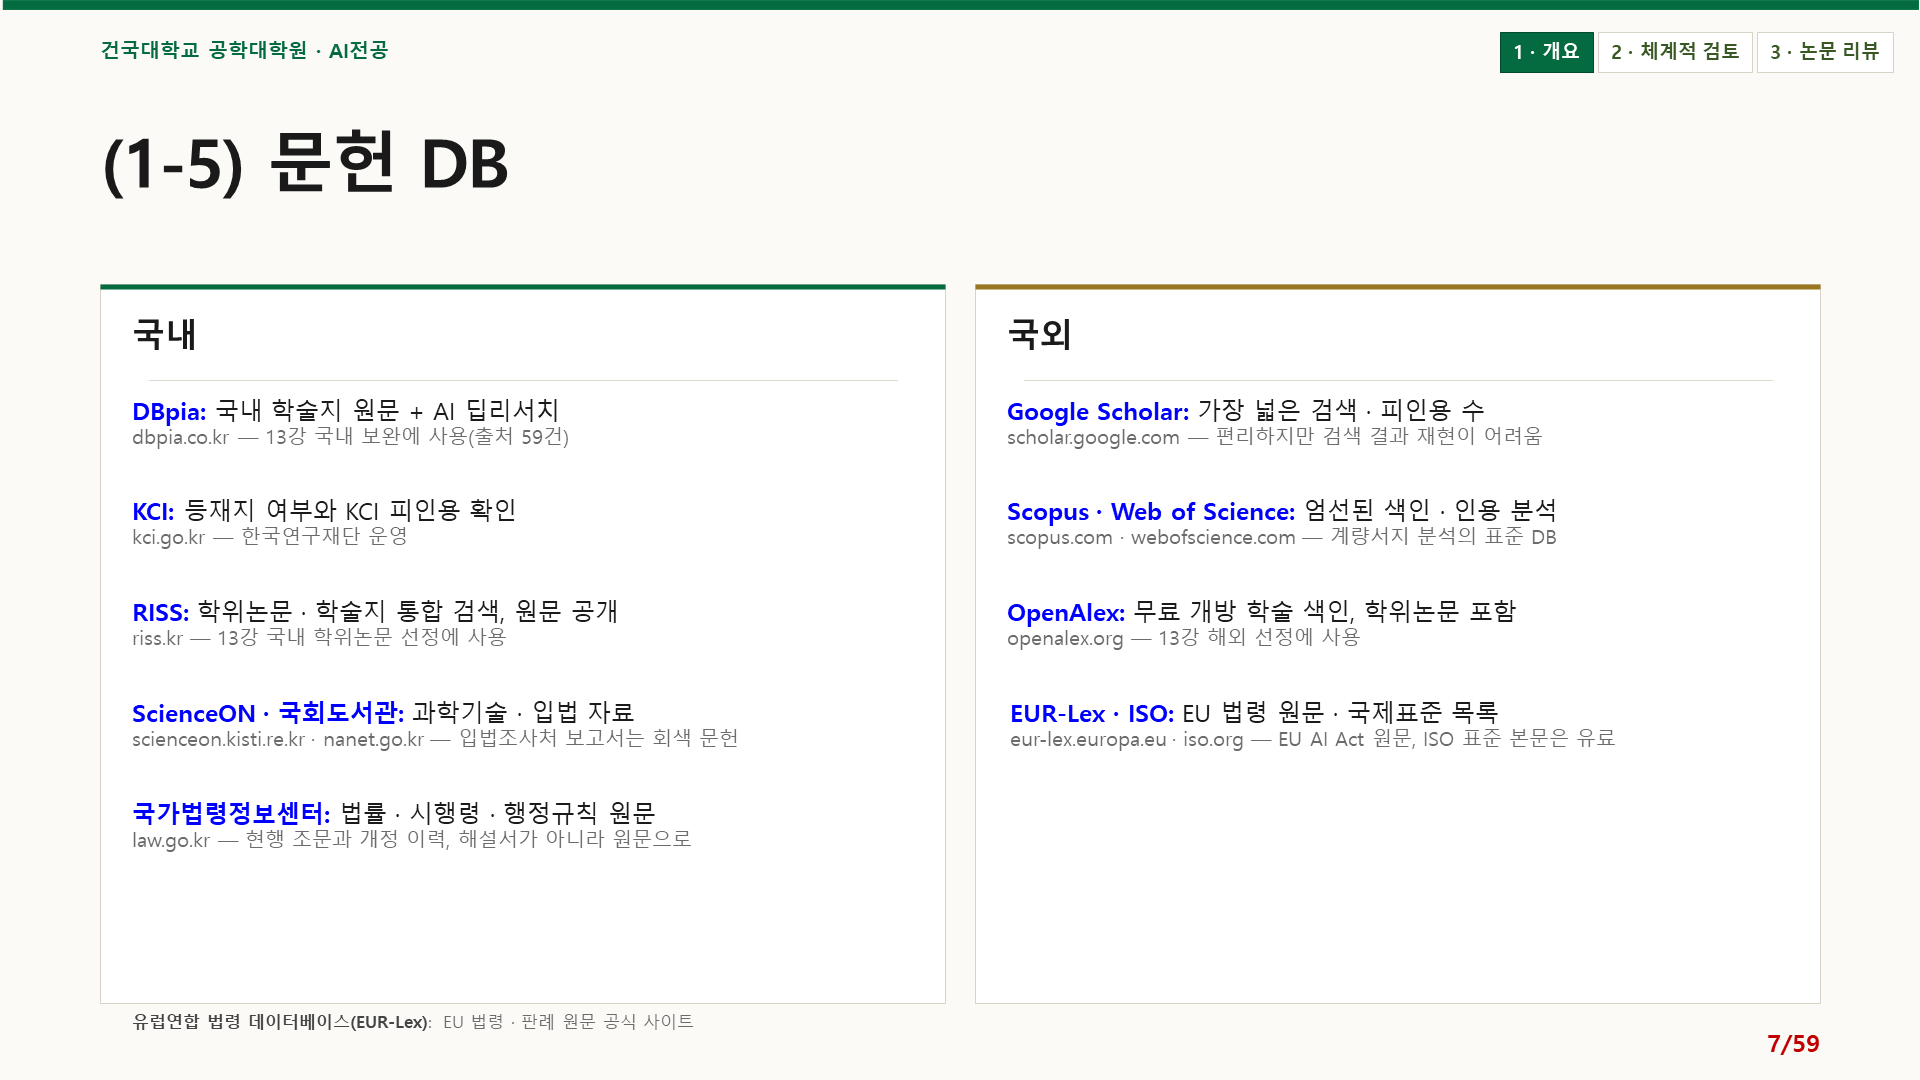 건국대학교 공학대학원 · AI전공
1 · 개요
2 · 체계적 검토
3 · 논문 리뷰
(1-5) 문헌 DB
국내
DBpia: 국내 학술지 원문 + AI 딥리서치
dbpia.co.kr — 13강 국내 보완에 사용(출처 59건)
KCI: 등재지 여부와 KCI 피인용 확인
kci.go.kr — 한국연구재단 운영
RISS: 학위논문 · 학술지 통합 검색, 원문 공개
riss.kr — 13강 국내 학위논문 선정에 사용
ScienceON · 국회도서관: 과학기술 · 입법 자료
scienceon.kisti.re.kr · nanet.go.kr — 입법조사처 보고서는 회색 문헌
국가법령정보센터: 법률 · 시행령 · 행정규칙 원문
law.go.kr — 현행 조문과 개정 이력, 해설서가 아니라 원문으로
국외
Google Scholar: 가장 넓은 검색 · 피인용 수
scholar.google.com — 편리하지만 검색 결과 재현이 어려움
Scopus · Web of Science: 엄선된 색인 · 인용 분석
scopus.com · webofscience.com — 계량서지 분석의 표준 DB
OpenAlex: 무료 개방 학술 색인, 학위논문 포함
openalex.org — 13강 해외 선정에 사용
EUR-Lex · ISO: EU 법령 원문 · 국제표준 목록
eur-lex.europa.eu · iso.org — EU AI Act 원문, ISO 표준 본문은 유료
유럽연합 법령 데이터베이스(EUR-Lex): EU 법령 · 판례 원문 공식 사이트
7/59